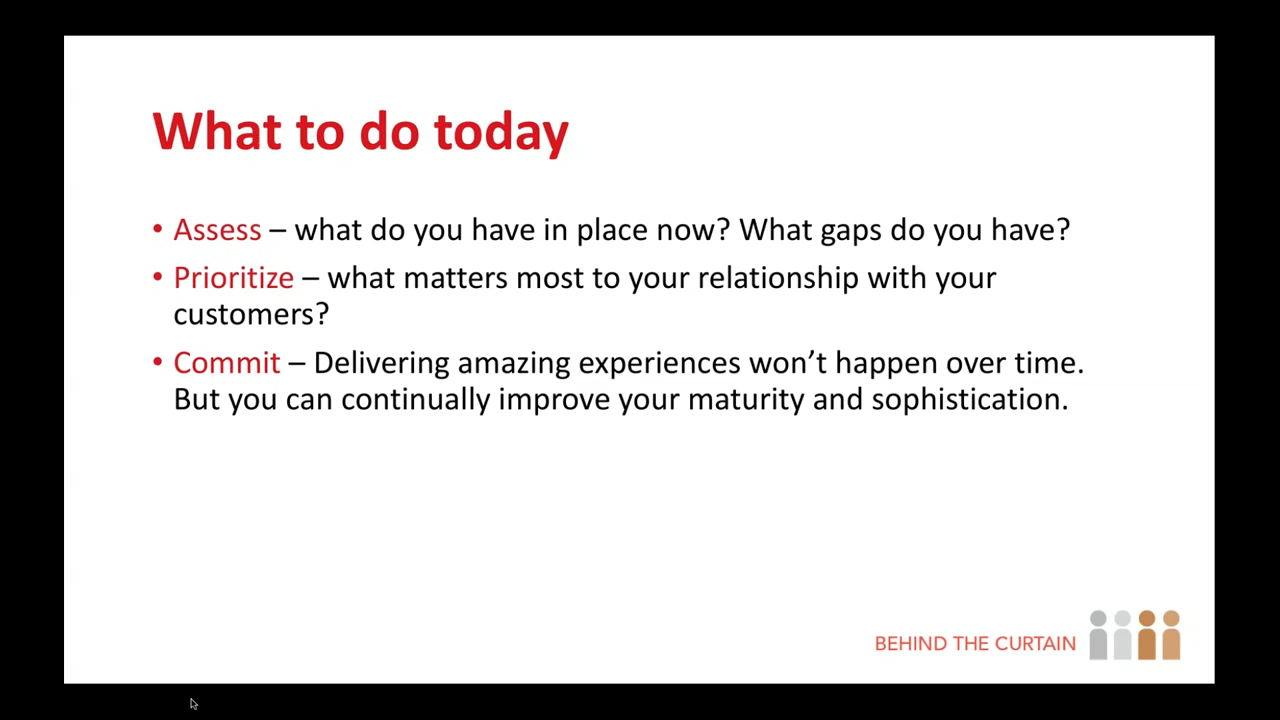 What to do today
• Assess – what do you have in place now? What gaps do you have?
• Prioritize – what matters most to your relationship with your
customers?
• Commit – Delivering amazing experiences won’t happen over time.
But you can continually improve your maturity and sophistication.
BEHIND THE CURTAIN